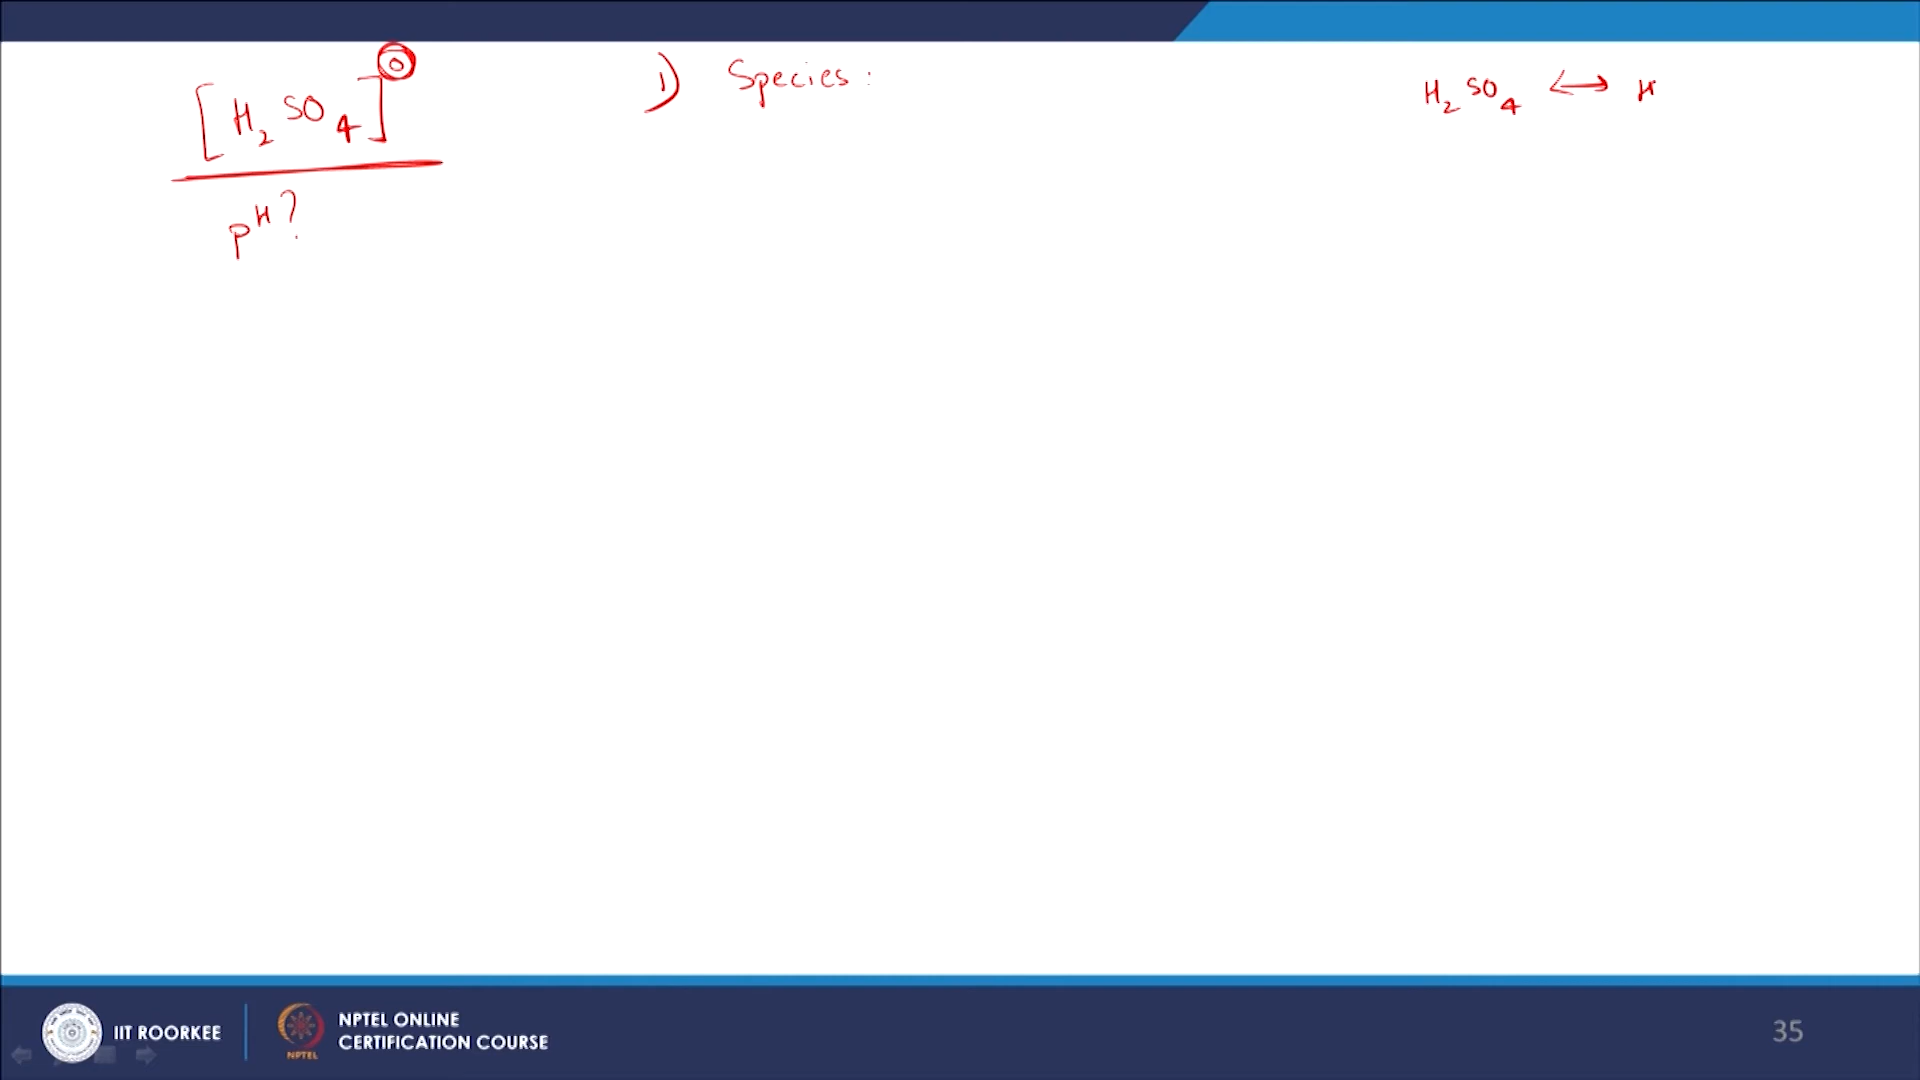 [H₂SO₄]⁰
pH?
1) Species:
H₂SO₄ ↔ H
IIT ROORKEE
NPTEL
NPTEL ONLINE
CERTIFICATION COURSE
35